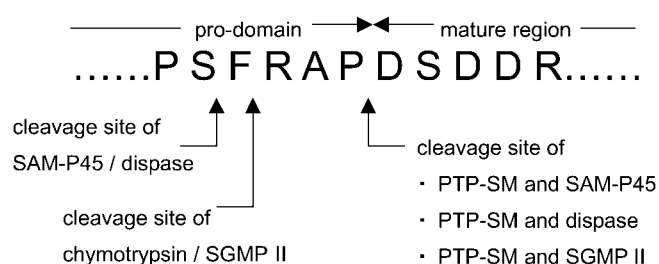 pro-domain mature region
......P S F R A P D S D D R......
cleavage site of
SAM-P45 / dispase
cleavage site of
chymotrypsin / SGMP II
cleavage site of
・ PTP-SM and SAM-P45
・ PTP-SM and dispase
・ PTP-SM and SGMP II